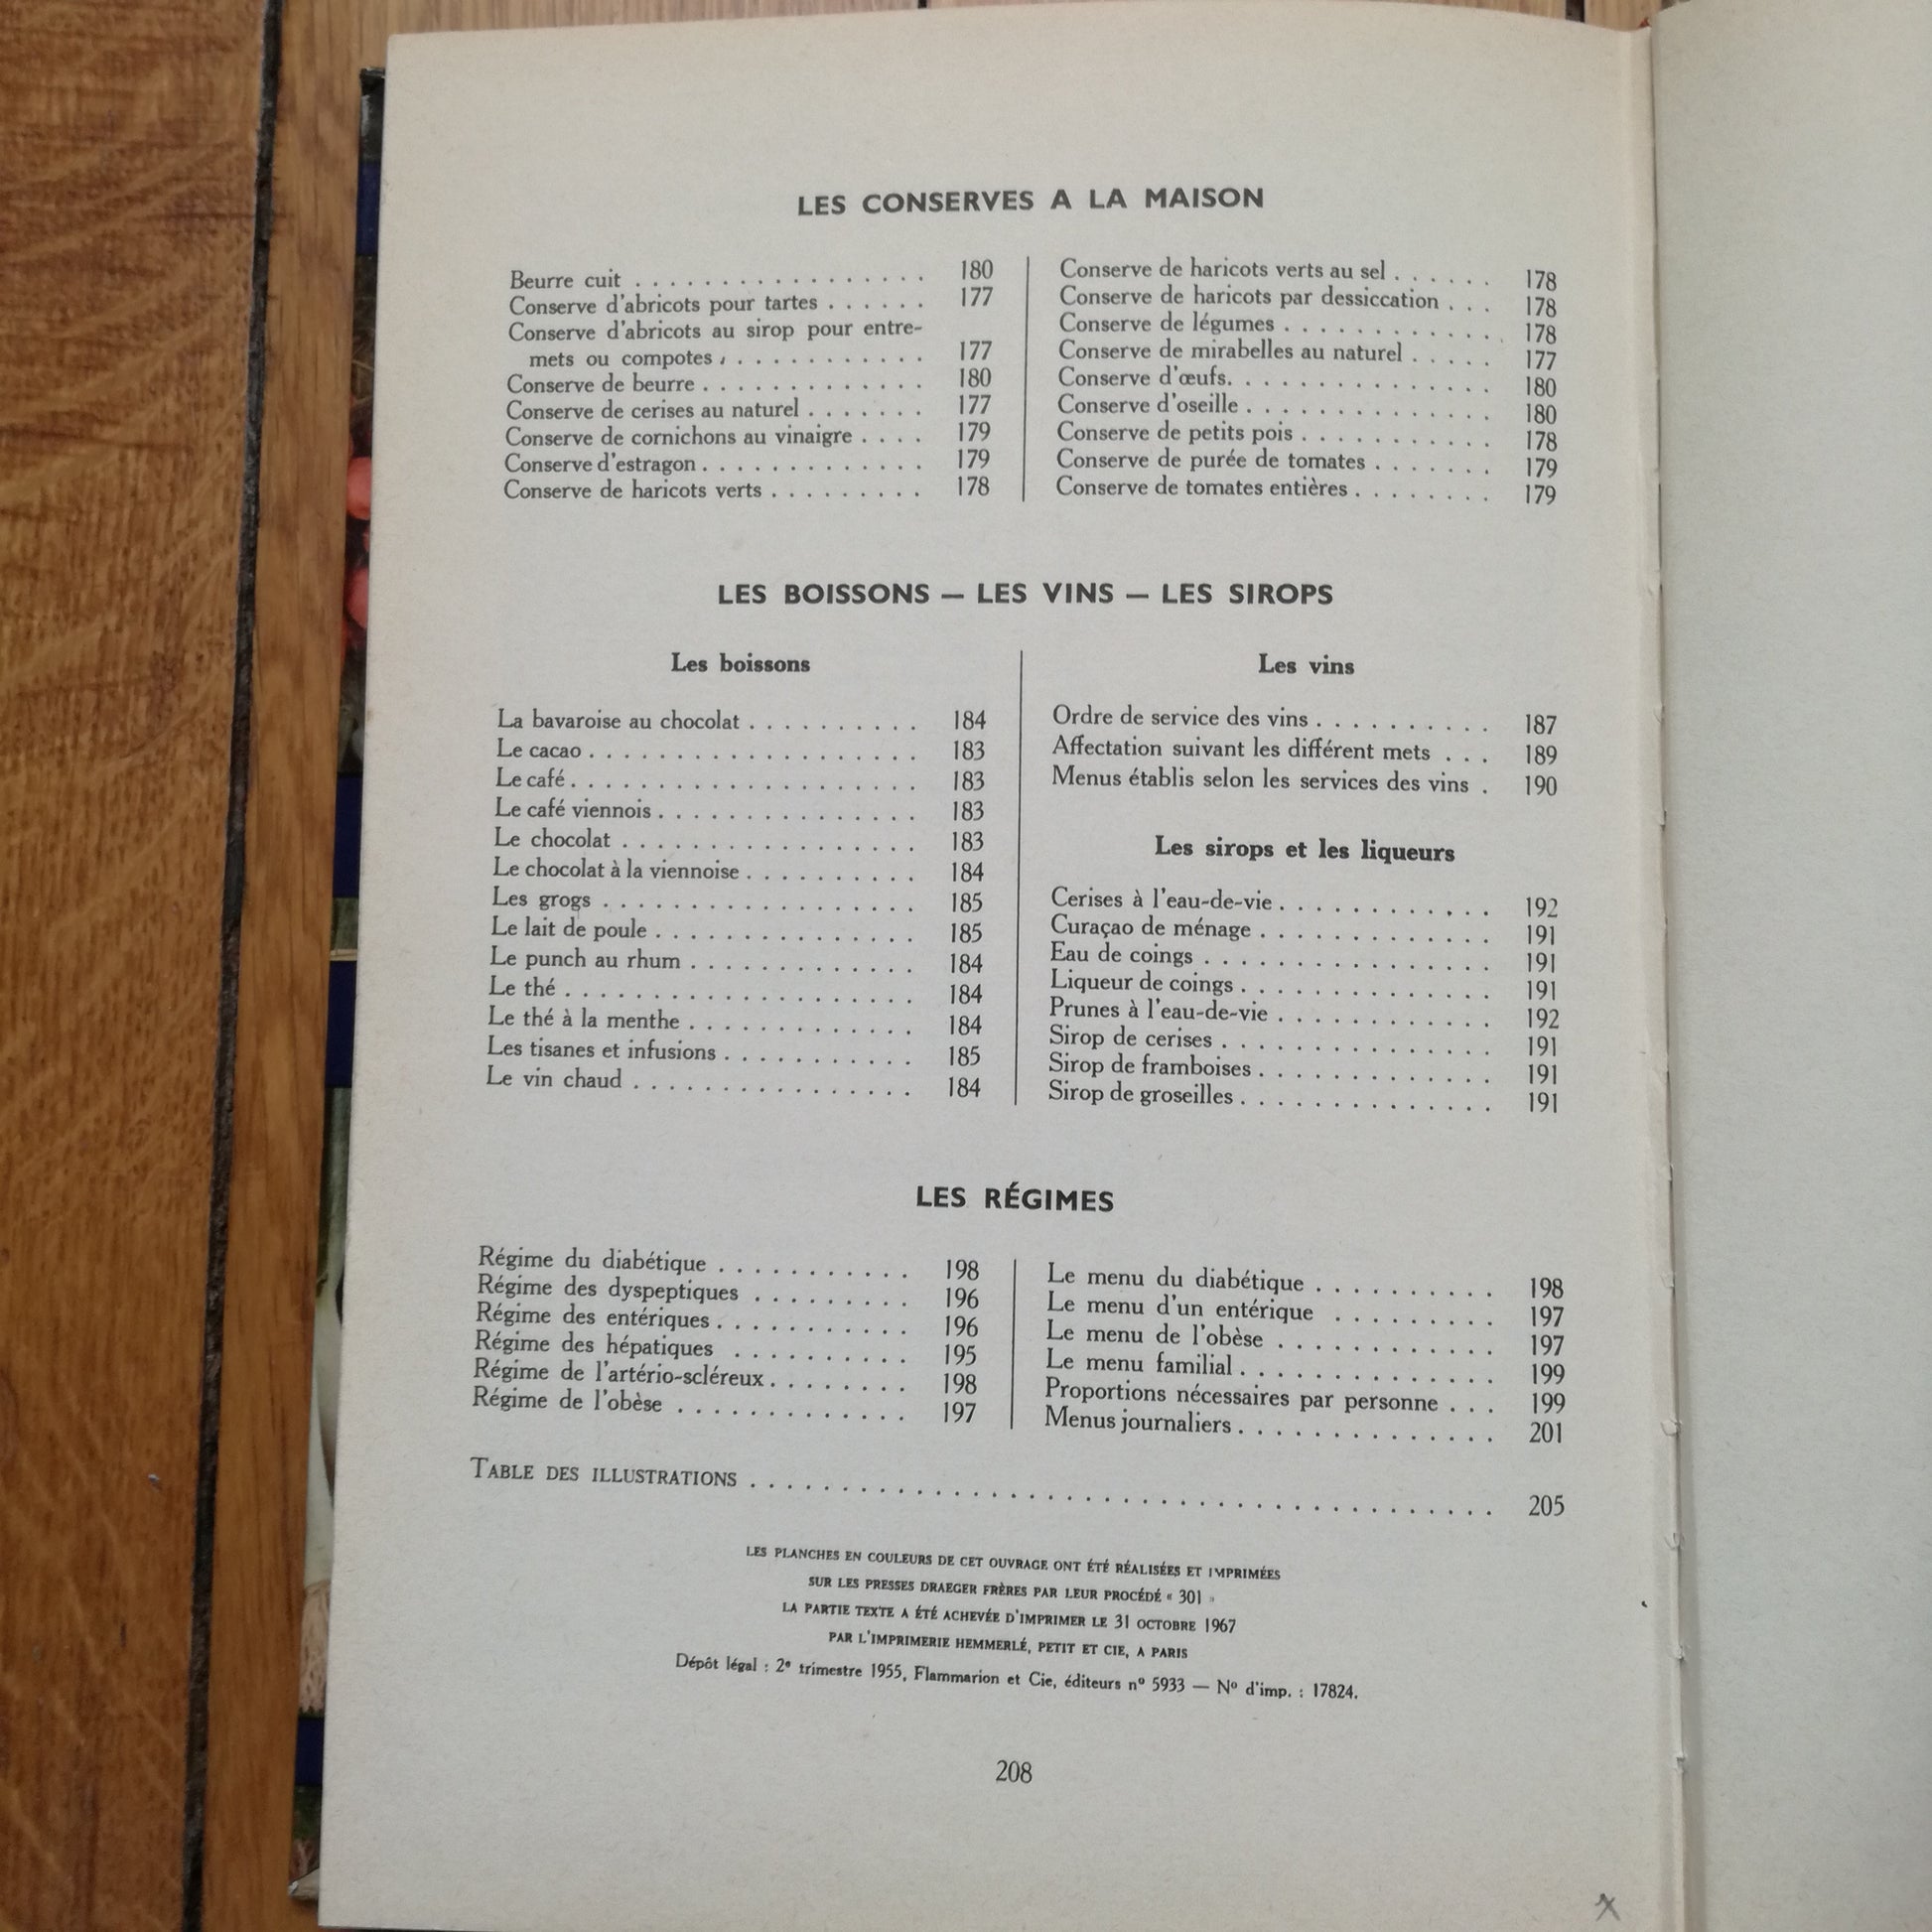 LES CONSERVES A LA MAISON
Beurre cuit . . . . . . . . . . . . . . . . . 180
Conserve d'abricots pour tartes . . . . . . 177
Conserve d'abricots au sirop pour entre-
mets ou compotes . . . . . . . . . . . . 177
Conserve de beurre . . . . . . . . . . . . . 180
Conserve de cerises au naturel . . . . . . . 177
Conserve de cornichons au vinaigre . . . . 179
Conserve d'estragon . . . . . . . . . . . . . 179
Conserve de haricots verts . . . . . . . . . 178
Conserve de haricots verts au sel . . . . . . 178
Conserve de haricots par dessiccation . . . 178
Conserve de légumes . . . . . . . . . . . . . 178
Conserve de mirabelles au naturel . . . . . 177
Conserve d'œufs. . . . . . . . . . . . . . . . 180
Conserve d'oseille . . . . . . . . . . . . . . 180
Conserve de petits pois . . . . . . . . . . . 178
Conserve de purée de tomates . . . . . . . 179
Conserve de tomates entières . . . . . . . . 179
LES BOISSONS — LES VINS — LES SIROPS
Les boissons
La bavaroise au chocolat . . . . . . . . . . 184
Le cacao . . . . . . . . . . . . . . . . . . . 183
Le café . . . . . . . . . . . . . . . . . . . . 183
Le café viennois . . . . . . . . . . . . . . . 183
Le chocolat . . . . . . . . . . . . . . . . . 183
Le chocolat à la viennoise . . . . . . . . . . 184
Les grogs . . . . . . . . . . . . . . . . . . 185
Le lait de poule . . . . . . . . . . . . . . . 185
Le punch au rhum . . . . . . . . . . . . . 184
Le thé . . . . . . . . . . . . . . . . . . . . 184
Le thé à la menthe . . . . . . . . . . . . . 184
Les tisanes et infusions . . . . . . . . . . . 185
Le vin chaud . . . . . . . . . . . . . . . . 184
Les vins
Ordre de service des vins . . . . . . . . . . 187
Affectation suivant les différent mets . . . 189
Menus établis selon les services des vins . 190
Les sirops et les liqueurs
Cerises à l'eau-de-vie . . . . . . . . . . . . 192
Curaçao de ménage . . . . . . . . . . . . . 191
Eau de coings . . . . . . . . . . . . . . . . 191
Liqueur de coings . . . . . . . . . . . . . . 191
Prunes à l'eau-de-vie . . . . . . . . . . . . 192
Sirop de cerises . . . . . . . . . . . . . . . 191
Sirop de framboises . . . . . . . . . . . . . 191
Sirop de groseilles . . . . . . . . . . . . . . 191
LES RÉGIMES
Régime du diabétique . . . . . . . . . . . 198
Régime des dyspeptiques . . . . . . . . . 196
Régime des entériques . . . . . . . . . . . 196
Régime des hépatiques . . . . . . . . . . 195
Régime de l'artério-scléreux . . . . . . . . 198
Régime de l'obèse . . . . . . . . . . . . . 197
Le menu du diabétique . . . . . . . . . . 198
Le menu d'un entérique . . . . . . . . . 197
Le menu de l'obèse . . . . . . . . . . . . 197
Le menu familial . . . . . . . . . . . . . . 199
Proportions nécessaires par personne . . . 199
Menus journaliers . . . . . . . . . . . . . . 201
TABLE DES ILLUSTRATIONS . . . . . . . . . . . . . . . . . . . . . . . . . . . . . . . . 205
LES PLANCHES EN COULEURS DE CET OUVRAGE ONT ÉTÉ RÉALISÉES ET IMPRIMÉES
SUR LES PRESSES DRAEGER FRÈRES PAR LEUR PROCÉDÉ « 301 »
LA PARTIE TEXTE A ÉTÉ ACHEVÉE D'IMPRIMER LE 31 OCTOBRE 1967
PAR L'IMPRIMERIE HEMMERLÉ, PETIT ET CIE, A PARIS
Dépôt légal : 2e trimestre 1955, Flammarion et Cie, éditeurs nº 5933 — Nº d'imp. : 17824.
208